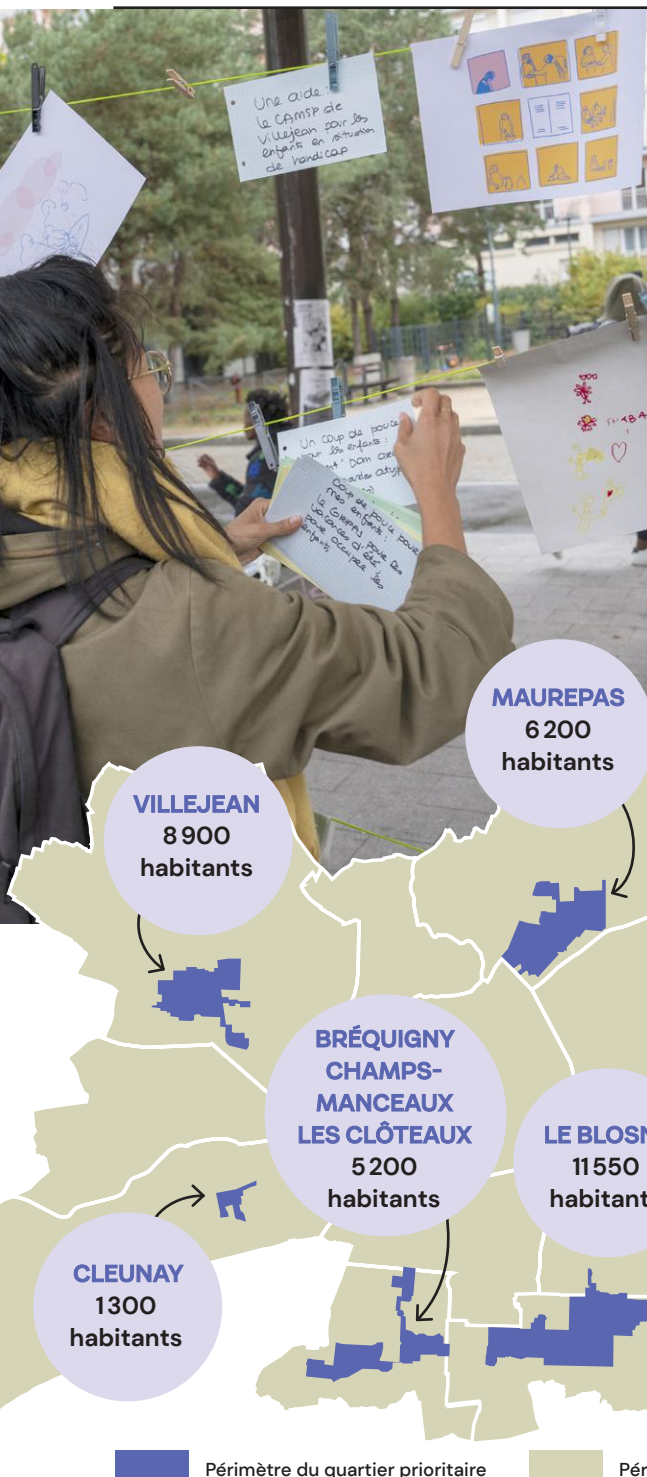 Une aide :
le CAMSP de
Villejean pour les
enfants en situation
de handicap
Un coup de pouce
pour les enfants :
Dom
Coup de pouce pour
mes enfants :
le GRPAS pour les
vacances d'été
pour occuper les
enfants
MAUREPAS
6 200
habitants
VILLEJEAN
8 900
habitants
BRÉQUIGNY
CHAMPS-
MANCEAUX
LES CLÔTEAUX
5 200
habitants
LE BLOSN
11 550
habitant
CLEUNAY
1 300
habitants
Périmètre du quartier prioritaire
Pér